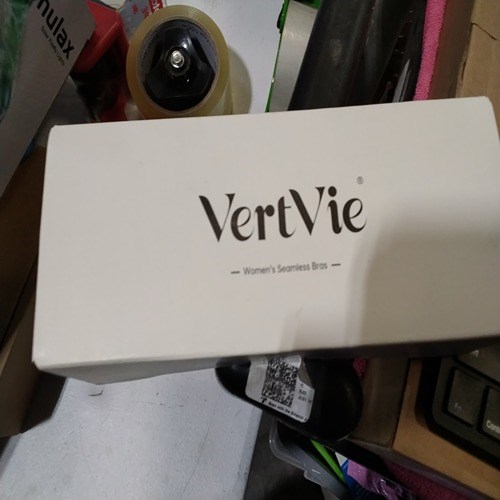 nulax
VertVie®
— Women's Seamless Bras —